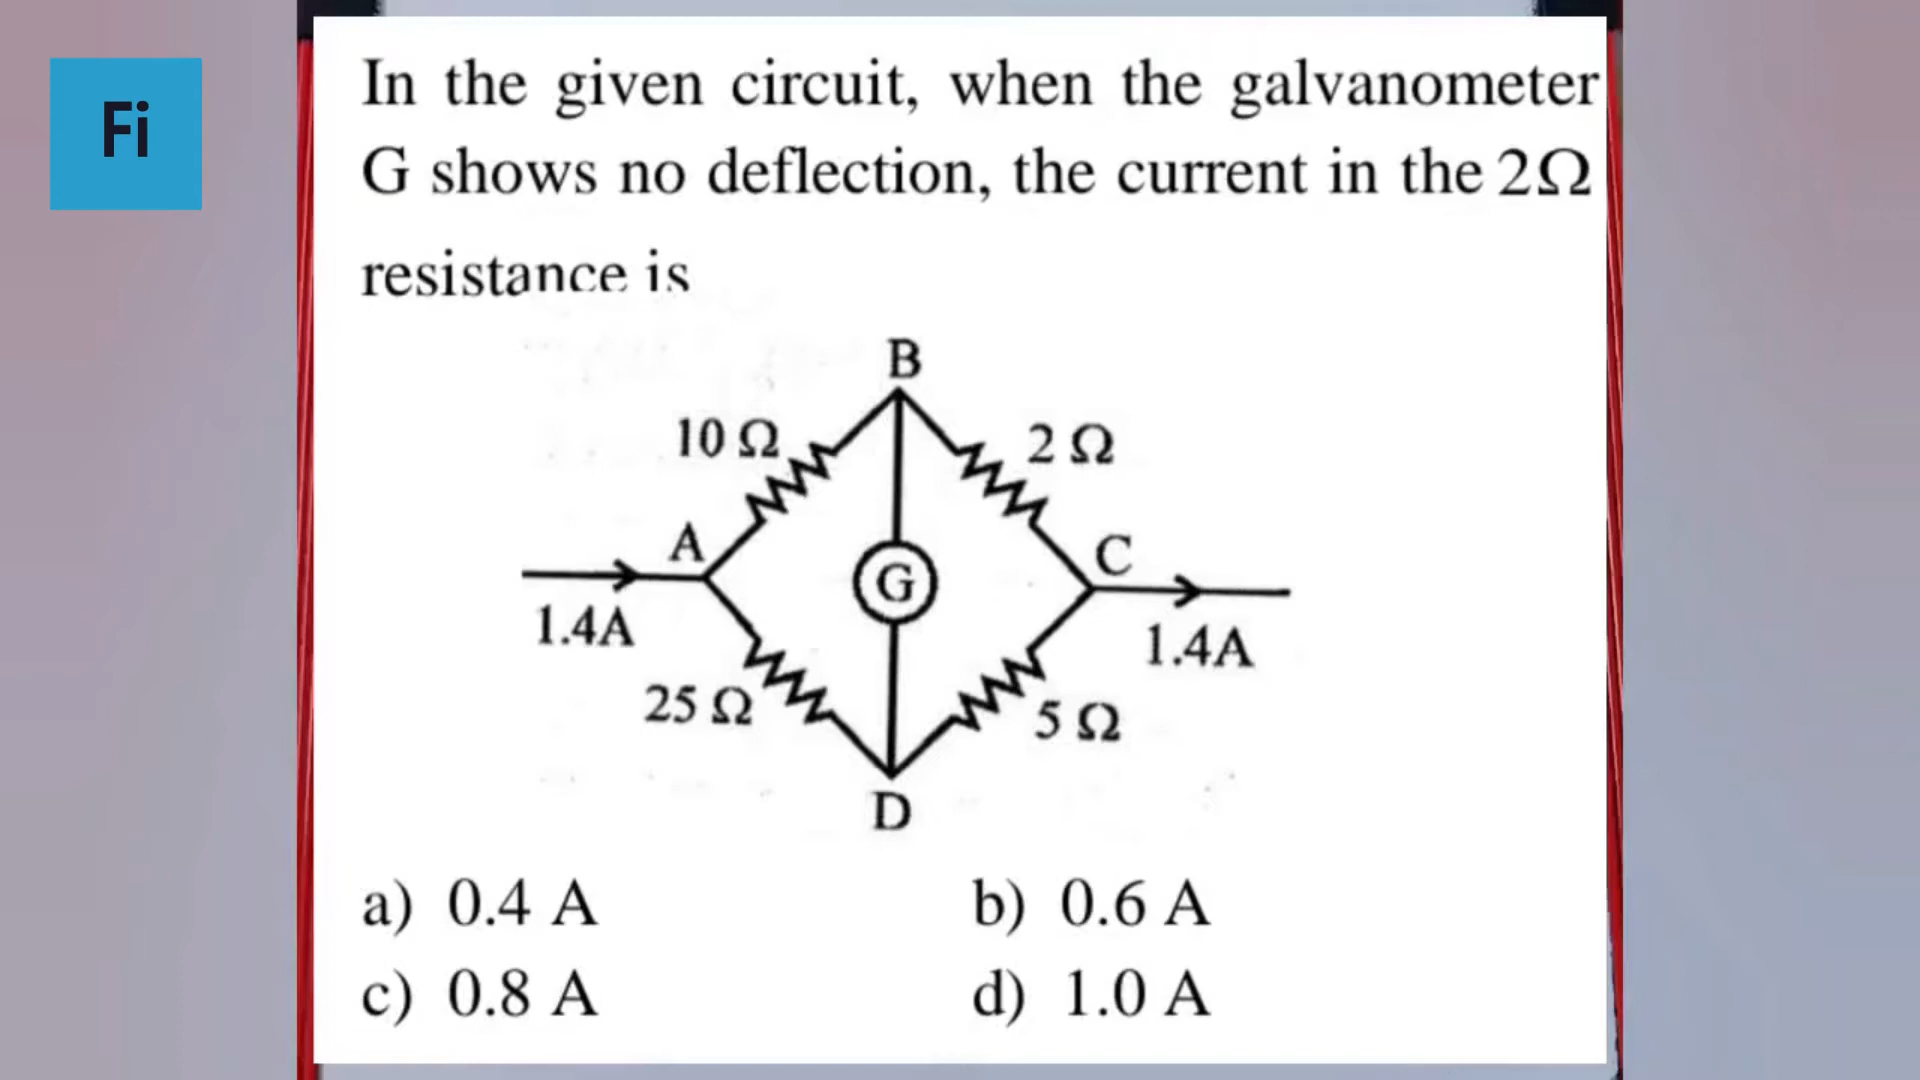 Fi
In the given circuit, when the galvanometer
G shows no deflection, the current in the 2Ω
resistance is
B
10 Ω
2 Ω
A
C
G
1.4A
1.4A
25 Ω
5 Ω
D
a) 0.4 A
b) 0.6 A
c) 0.8 A
d) 1.0 A